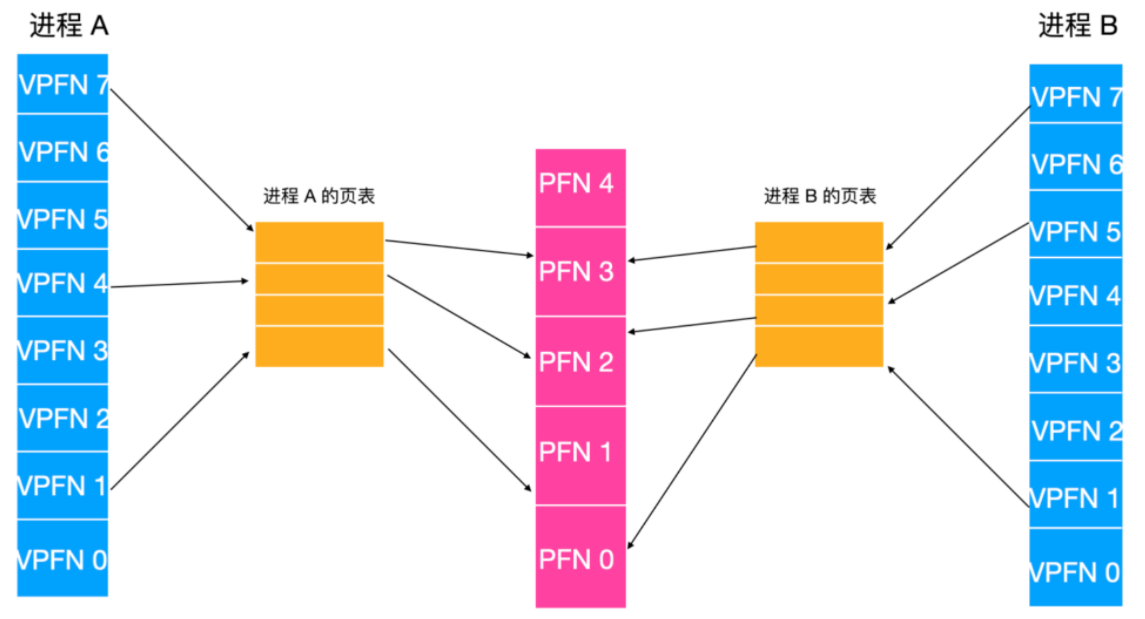 进程 A
VPFN 7
VPFN 6
VPFN 5
VPFN 4
VPFN 3
VPFN 2
VPFN 1
VPFN 0
进程 A 的页表
PFN 4
PFN 3
PFN 2
PFN 1
PFN 0
进程 B 的页表
进程 B
VPFN 7
VPFN 6
VPFN 5
VPFN 4
VPFN 3
VPFN 2
VPFN 1
VPFN 0